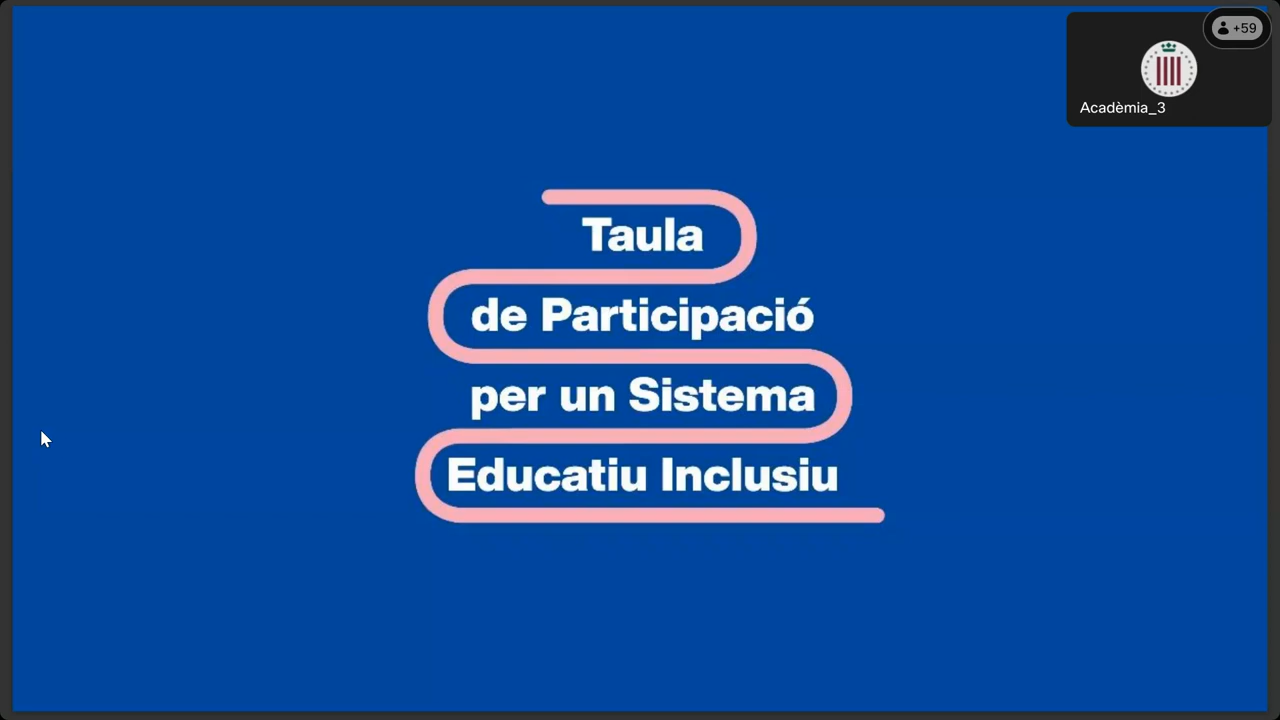 +59
Acadèmia_3
Taula
de Participació
per un Sistema
Educatiu Inclusiu